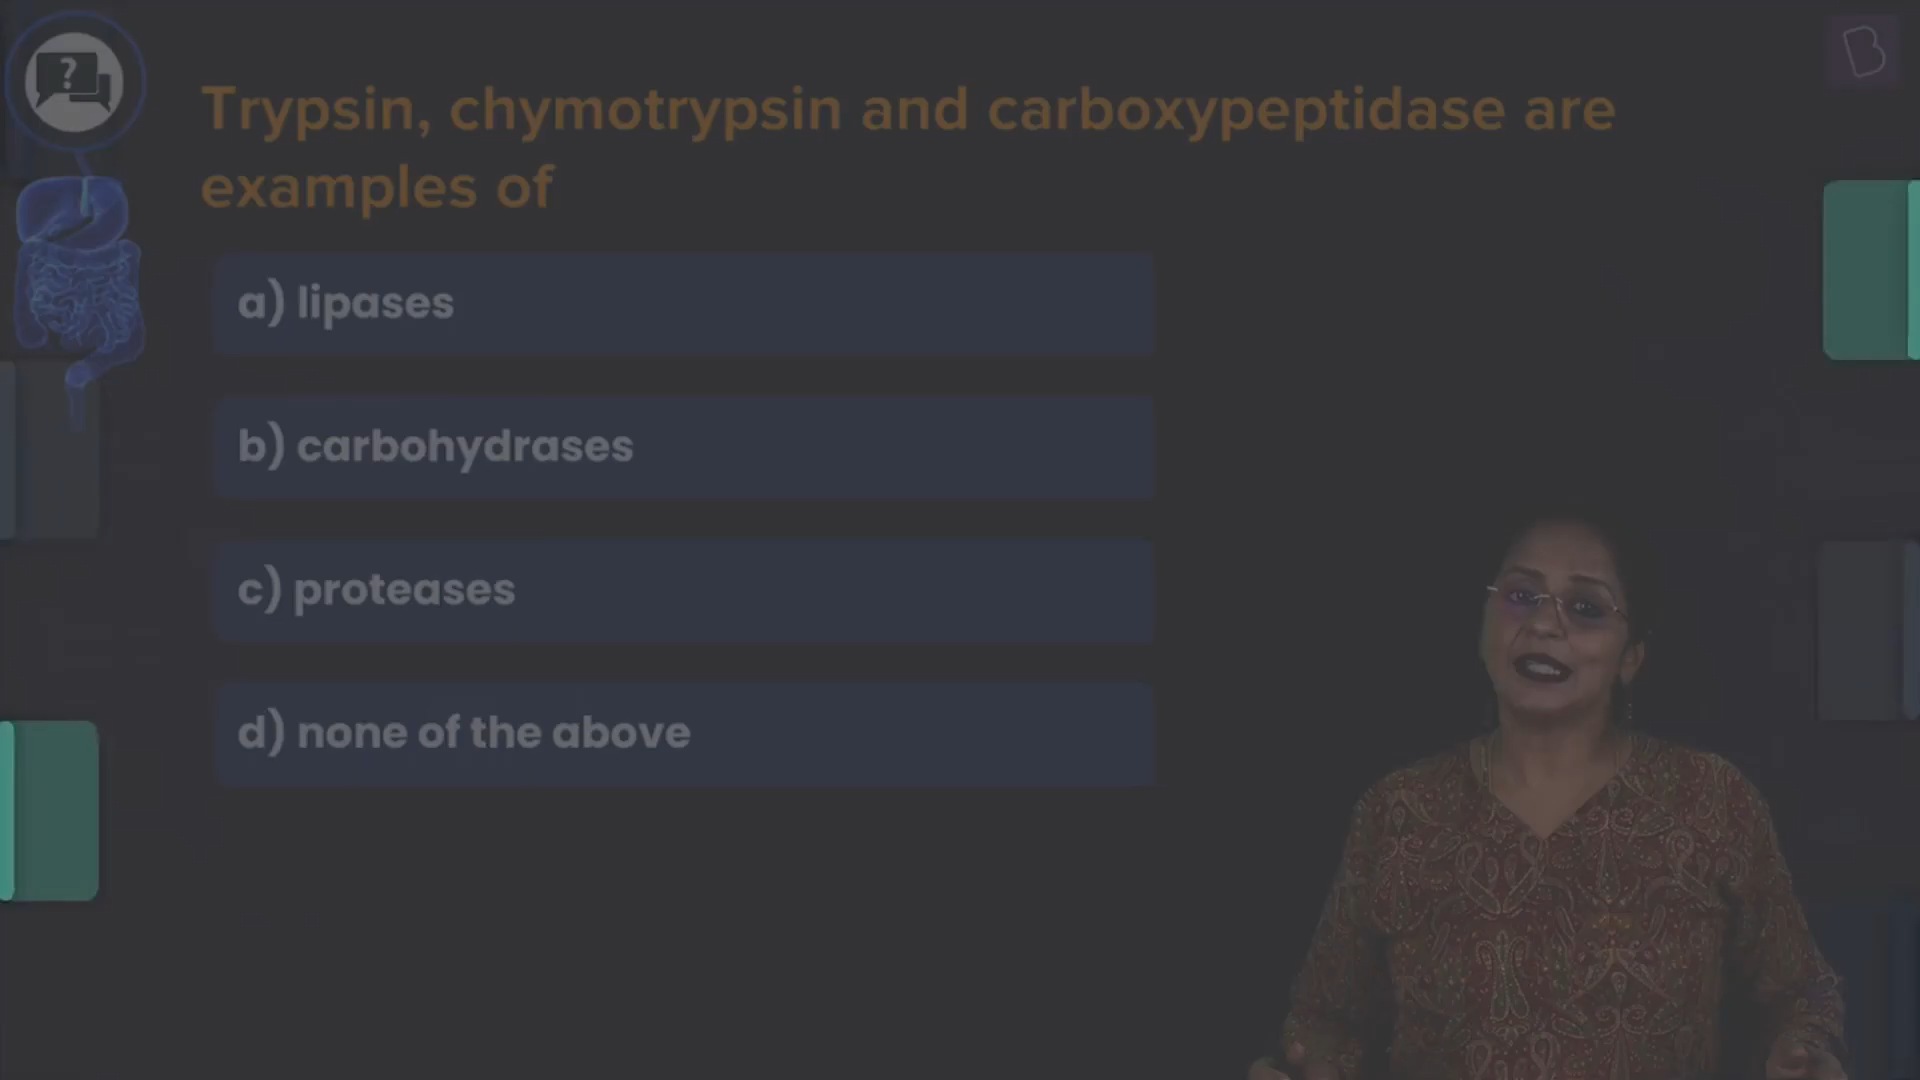 ?
B
Trypsin, chymotrypsin and carboxypeptidase are
examples of
a) lipases
b) carbohydrases
c) proteases
d) none of the above